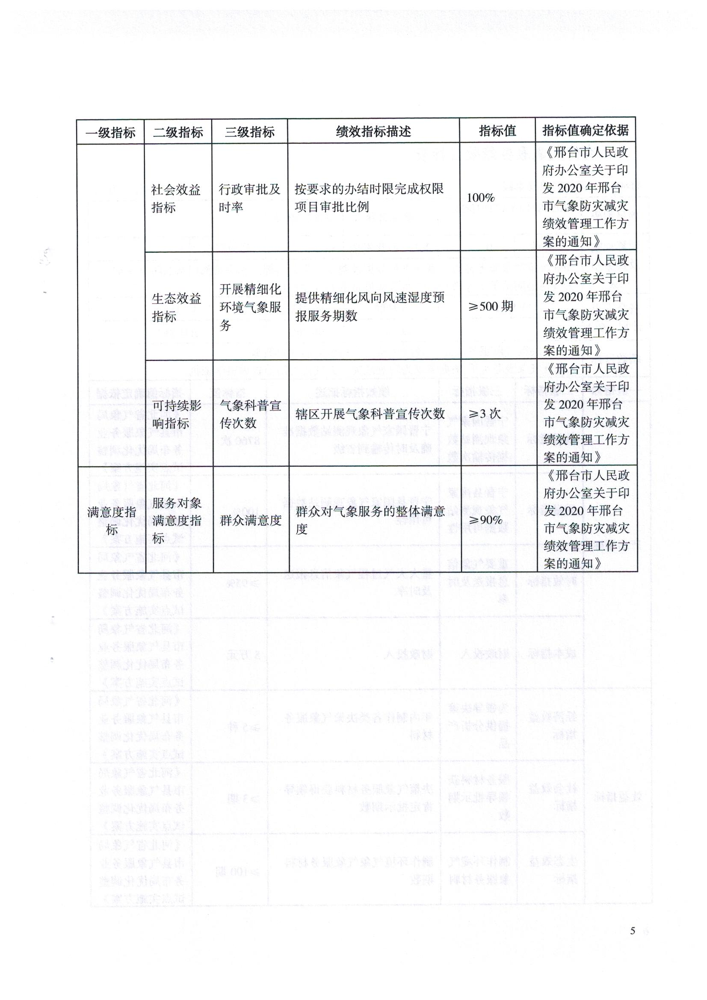 一级指标 二级指标 三级指标 绩效指标描述 指标值 指标值确定依据
社会效益
指标
行政审批及
时率
按要求的办结时限完成权限
项目审批比例
100%
《邢台市人民政
府办公室关于印
发 2020 年邢台
市气象防灾减灾
绩效管理工作方
案的通知》
生态效益
指标
开展精细化
环境气象服
务
提供精细化风向风速湿度预
报服务期数
≥500 期
《邢台市人民政
府办公室关于印
发 2020 年邢台
市气象防灾减灾
绩效管理工作方
案的通知》
可持续影
响指标
气象科普宣
传次数
辖区开展气象科普宣传次数
≥3 次
《邢台市人民政
府办公室关于印
发 2020 年邢台
市气象防灾减灾
绩效管理工作方
案的通知》
满意度指
标
服务对象
满意度指
标
群众满意度
群众对气象服务的整体满意
度
≥90%
《邢台市人民政
府办公室关于印
发 2020 年邢台
市气象防灾减灾
绩效管理工作方
案的通知》
5